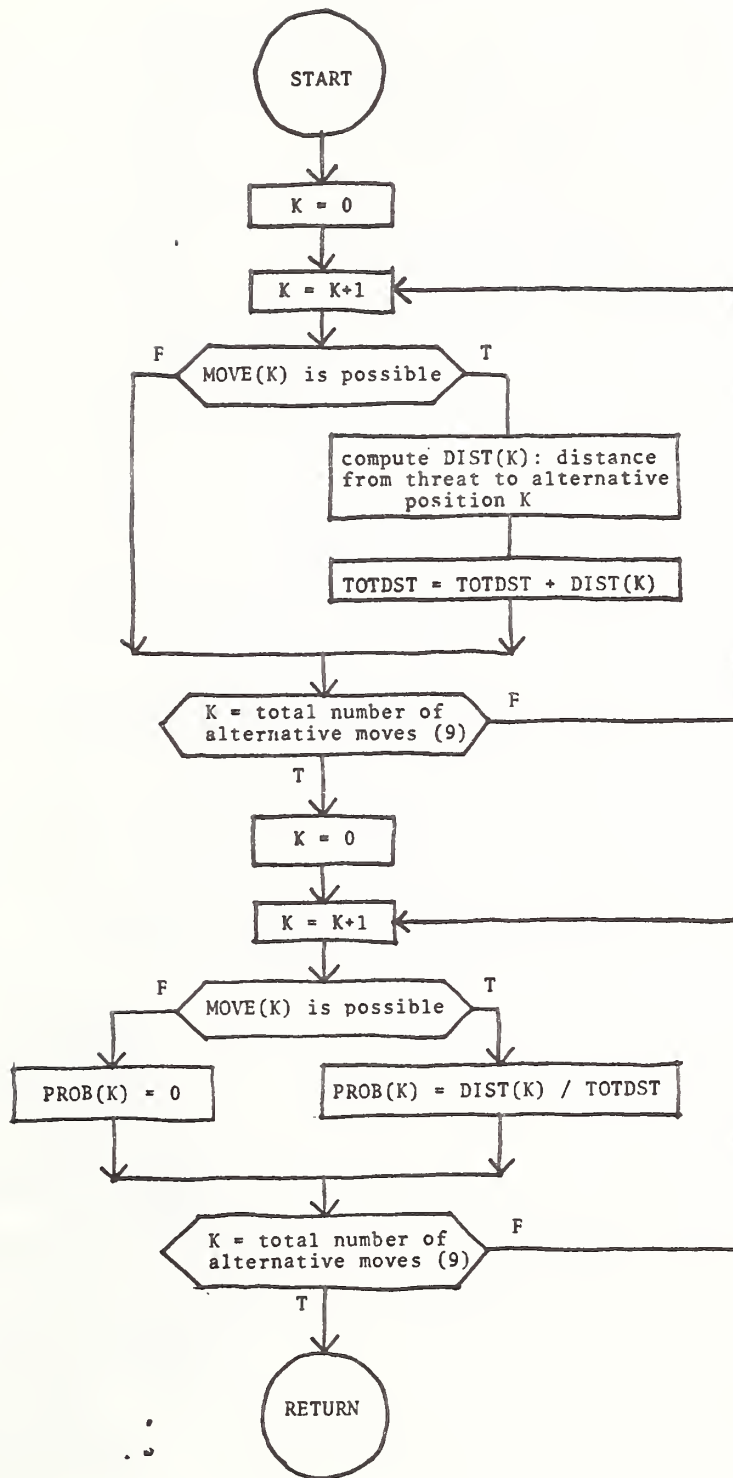 START
K = 0
K = K+1
F
MOVE(K) is possible
T
compute DIST(K): distance
from threat to alternative
position K
TOTDST = TOTDST + DIST(K)
K = total number of
alternative moves (9)
F
T
K = 0
K = K+1
F
MOVE(K) is possible
T
PROB(K) = 0
PROB(K) = DIST(K) / TOTDST
K = total number of
alternative moves (9)
F
T
RETURN